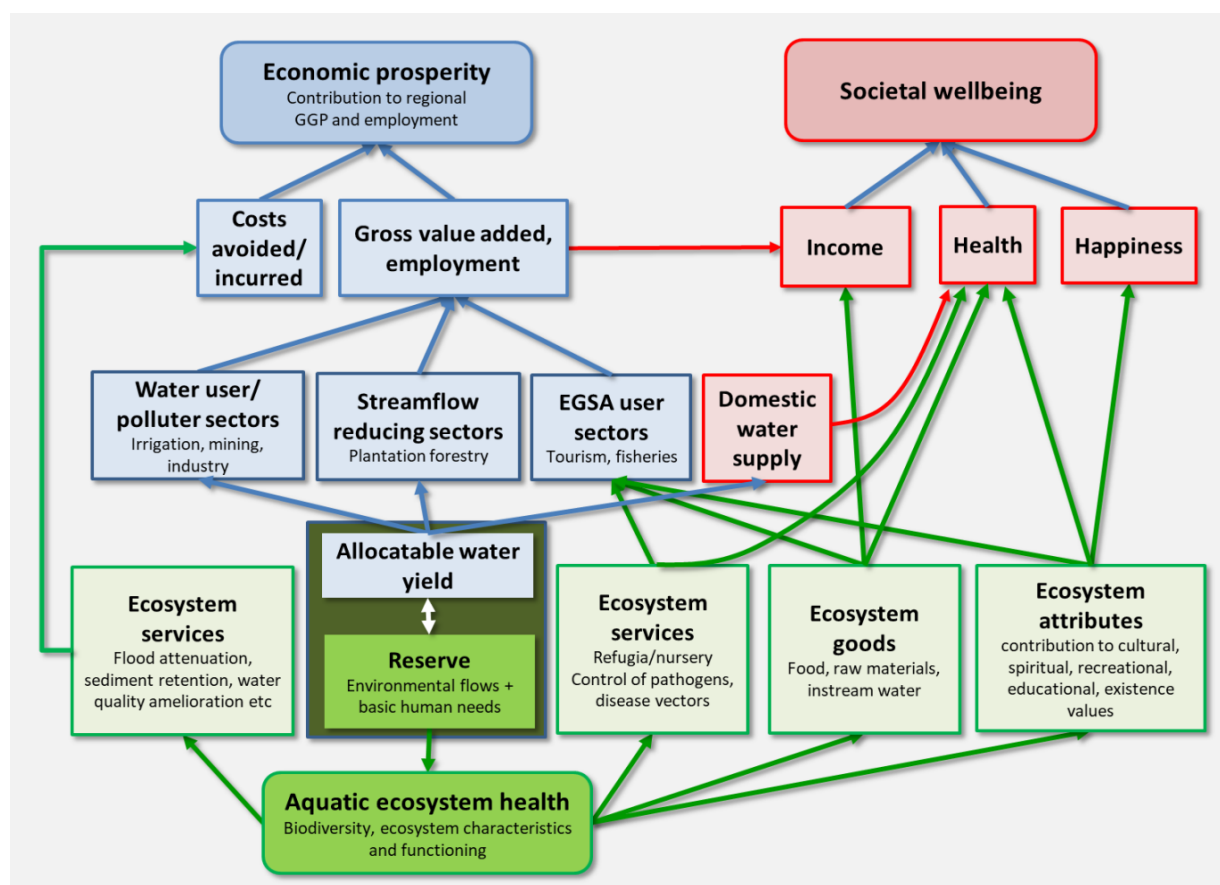 Economic prosperity
Contribution to regional
GGP and employment
Societal wellbeing
Costs
avoided/
incurred
Gross value added,
employment
Income
Health
Happiness
Water user/
polluter sectors
Irrigation, mining,
industry
Streamflow
reducing sectors
Plantation forestry
EGSA user
sectors
Tourism, fisheries
Domestic
water
supply
Allocatable water
yield
Ecosystem
services
Flood attenuation,
sediment retention, water
quality amelioration etc
Reserve
Environmental flows +
basic human needs
Ecosystem
services
Refugia/nursery
Control of pathogens,
disease vectors
Ecosystem
goods
Food, raw materials,
instream water
Ecosystem
attributes
contribution to cultural,
spiritual, recreational,
educational, existence
values
Aquatic ecosystem health
Biodiversity, ecosystem characteristics
and functioning